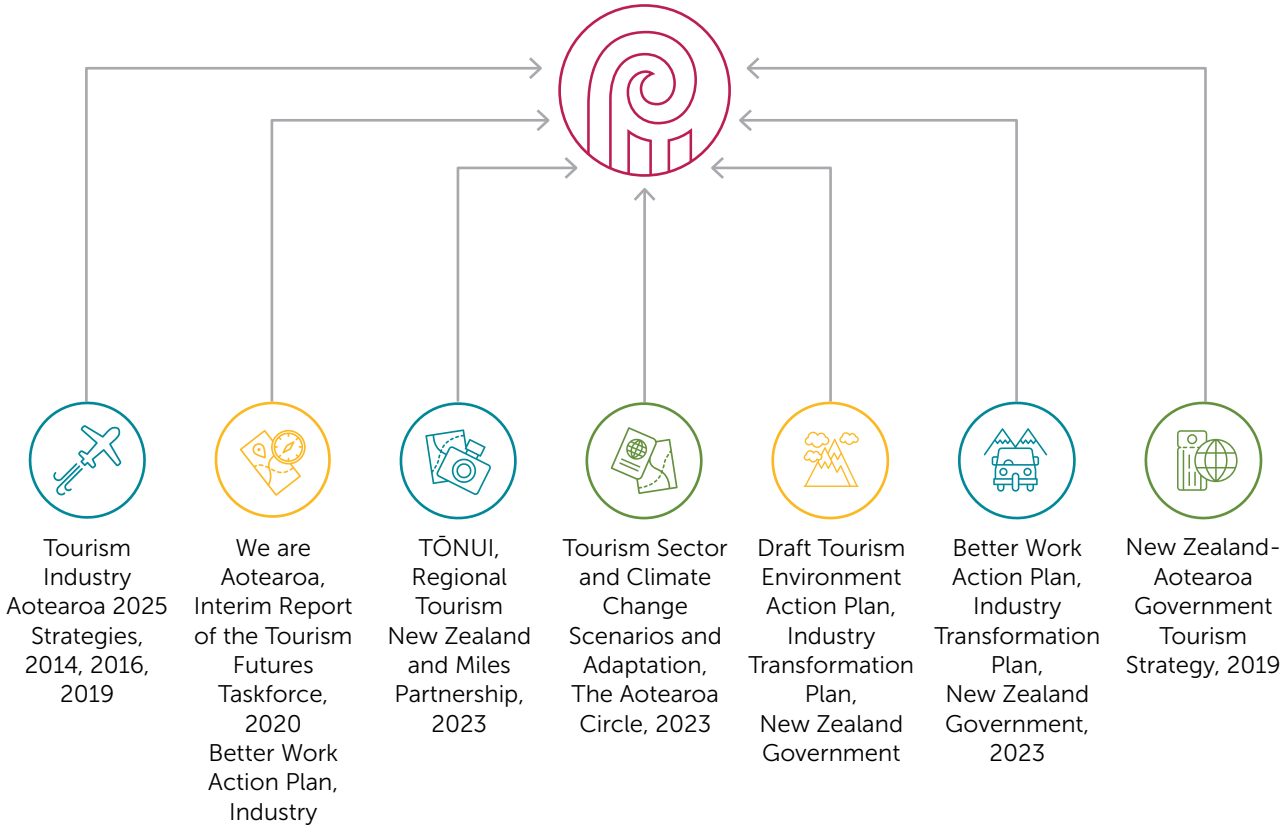 Tourism
Industry
Aotearoa 2025
Strategies,
2014, 2016,
2019
We are
Aotearoa,
Interim Report
of the Tourism
Futures
Taskforce,
2020
Better Work
Action Plan,
Industry
TŌNUI,
Regional
Tourism
New Zealand
and Miles
Partnership,
2023
Tourism Sector
and Climate
Change
Scenarios and
Adaptation,
The Aotearoa
Circle, 2023
Draft Tourism
Environment
Action Plan,
Industry
Transformation
Plan,
New Zealand
Government
Better Work
Action Plan,
Industry
Transformation
Plan,
New Zealand
Government,
2023
New Zealand-
Aotearoa
Government
Tourism
Strategy, 2019